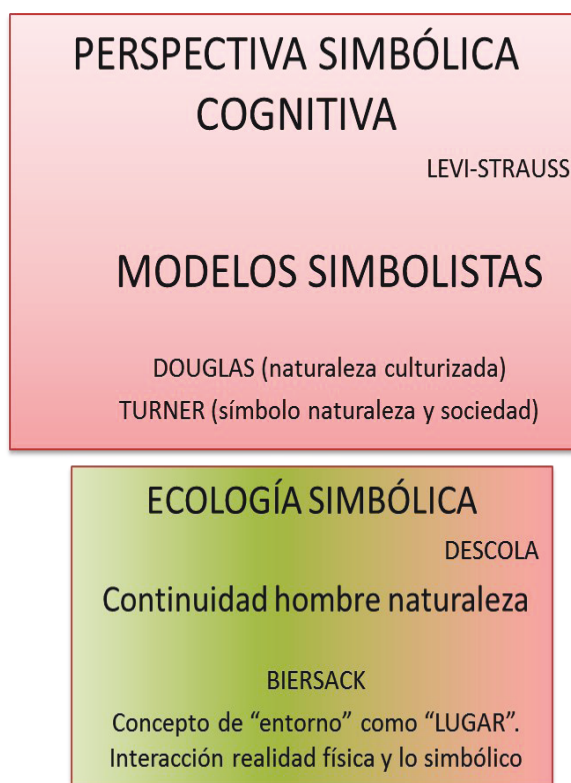 PERSPECTIVA SIMBÓLICA
COGNITIVA
LEVI-STRAUSS
MODELOS SIMBOLISTAS
DOUGLAS (naturaleza culturizada)
TURNER (símbolo naturaleza y sociedad)
ECOLOGÍA SIMBÓLICA
DESCOLA
Continuidad hombre naturaleza
BIERSACK
Concepto de “entorno” como “LUGAR”.
Interacción realidad física y lo simbólico